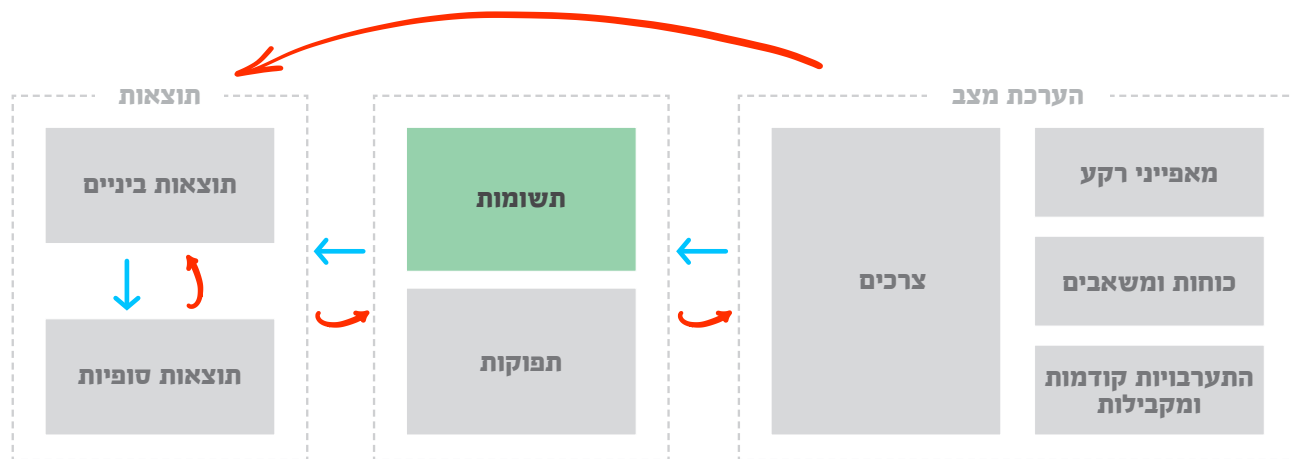 הערכת מצב
מאפייני רקע
כוחות ומשאבים
התערבויות קודמות
ומקבילות
צרכים
תשומות
תפוקות
תוצאות
תוצאות ביניים
תוצאות סופיות